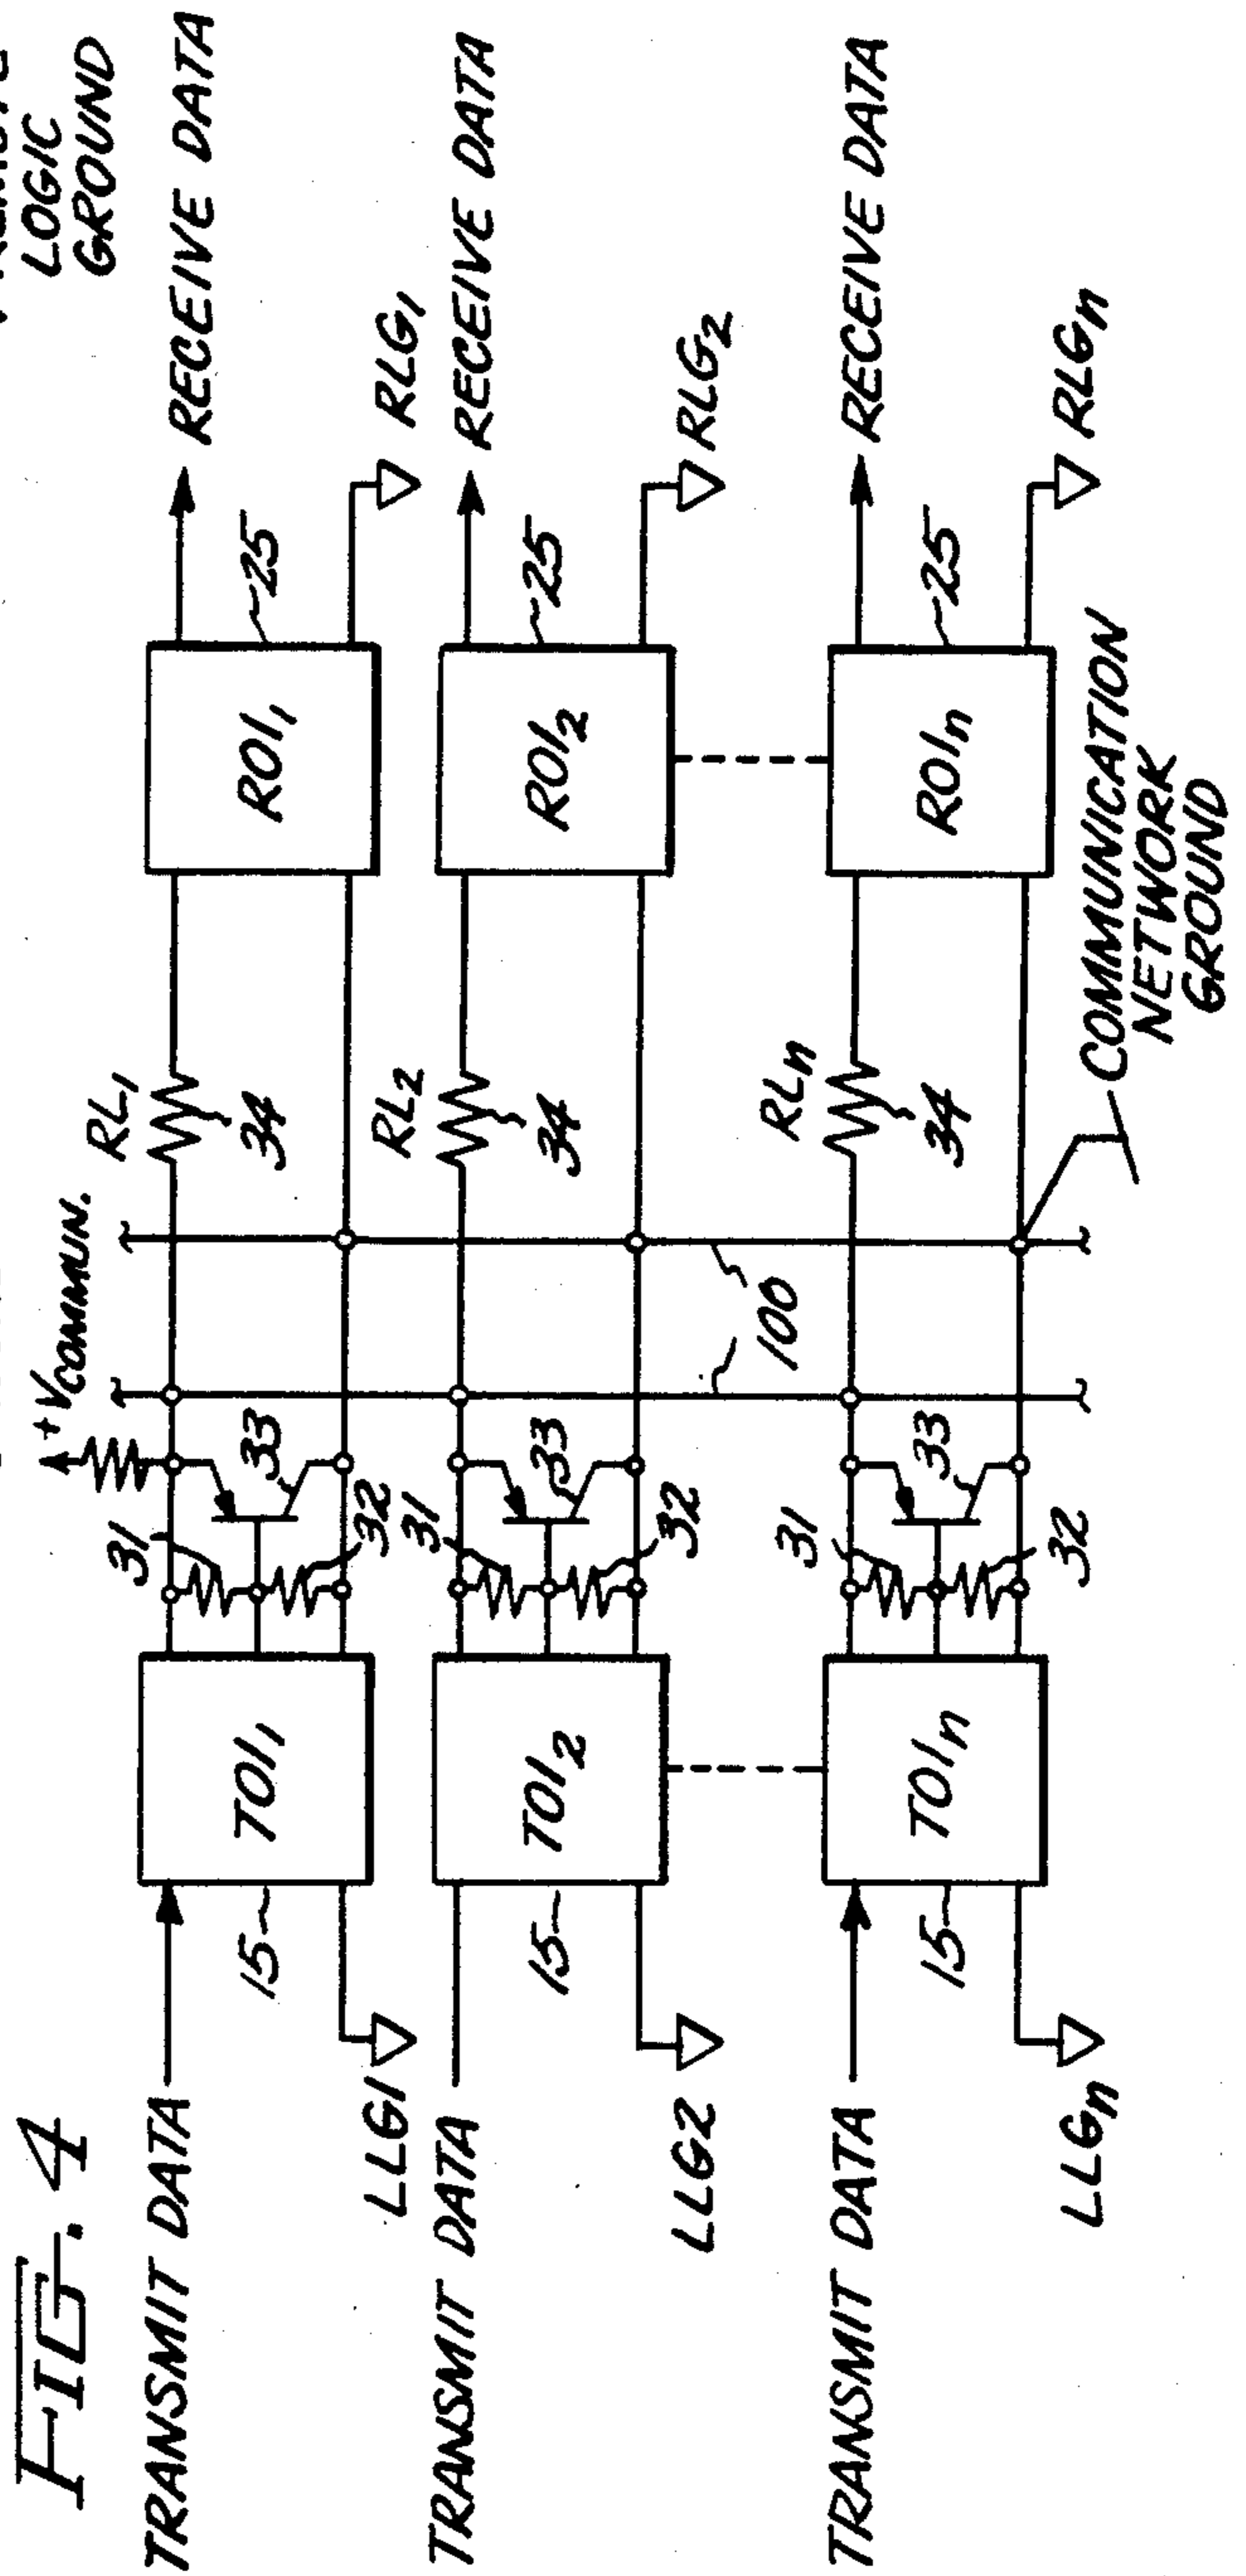 FIG. 4
LOGIC
GROUND
+VCOMMUN.
TRANSMIT DATA
15
TOI1
31
33
32
RL1
34
ROI1
25
RECEIVE DATA
LLG1
RLG1
TRANSMIT DATA
15
TOI2
31
33
32
RL2
34
ROI2
25
RECEIVE DATA
LLG2
RLG2
100
TRANSMIT DATA
15
TOIn
31
33
32
RLn
34
ROIn
25
RECEIVE DATA
LLGn
RLGn
COMMUNICATION
NETWORK
GROUND